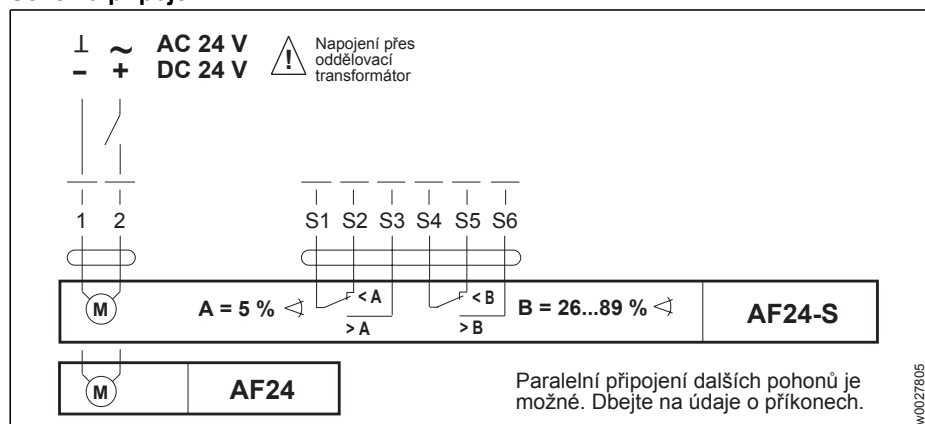 ⊥ ~ AC 24 V
– + DC 24 V
Napojení přes
oddělovací
transformátor
1 2 S1 S2 S3 S4 S5 S6
M A = 5 % < A > A < B > B B = 26...89 % AF24-S
M AF24
Paralelní připojení dalších pohonů je
možné. Dbejte na údaje o příkonech.
w0027805